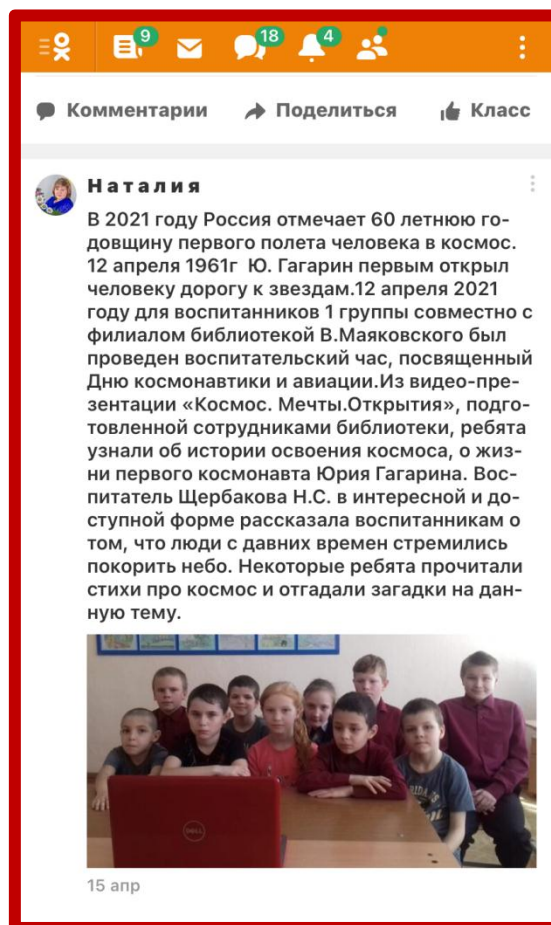 9
18
4
Комментарии
Поделиться
Класс
Наталия
В 2021 году Россия отмечает 60 летнюю го-
довщину первого полета человека в космос.
12 апреля 1961г Ю. Гагарин первым открыл
человеку дорогу к звездам.12 апреля 2021
году для воспитанников 1 группы совместно с
филиалом библиотекой В.Маяковского был
проведен воспитательский час, посвященный
Дню космонавтики и авиации.Из видео-пре-
зентации «Космос. Мечты.Открытия», подго-
товленной сотрудниками библиотеки, ребята
узнали об истории освоения космоса, о жиз-
ни первого космонавта Юрия Гагарина. Вос-
питатель Щербакова Н.С. в интересной и до-
ступной форме рассказала воспитанникам о
том, что люди с давних времен стремились
покорить небо. Некоторые ребята прочитали
стихи про космос и отгадали загадки на дан-
ную тему.
DELL
15 апр